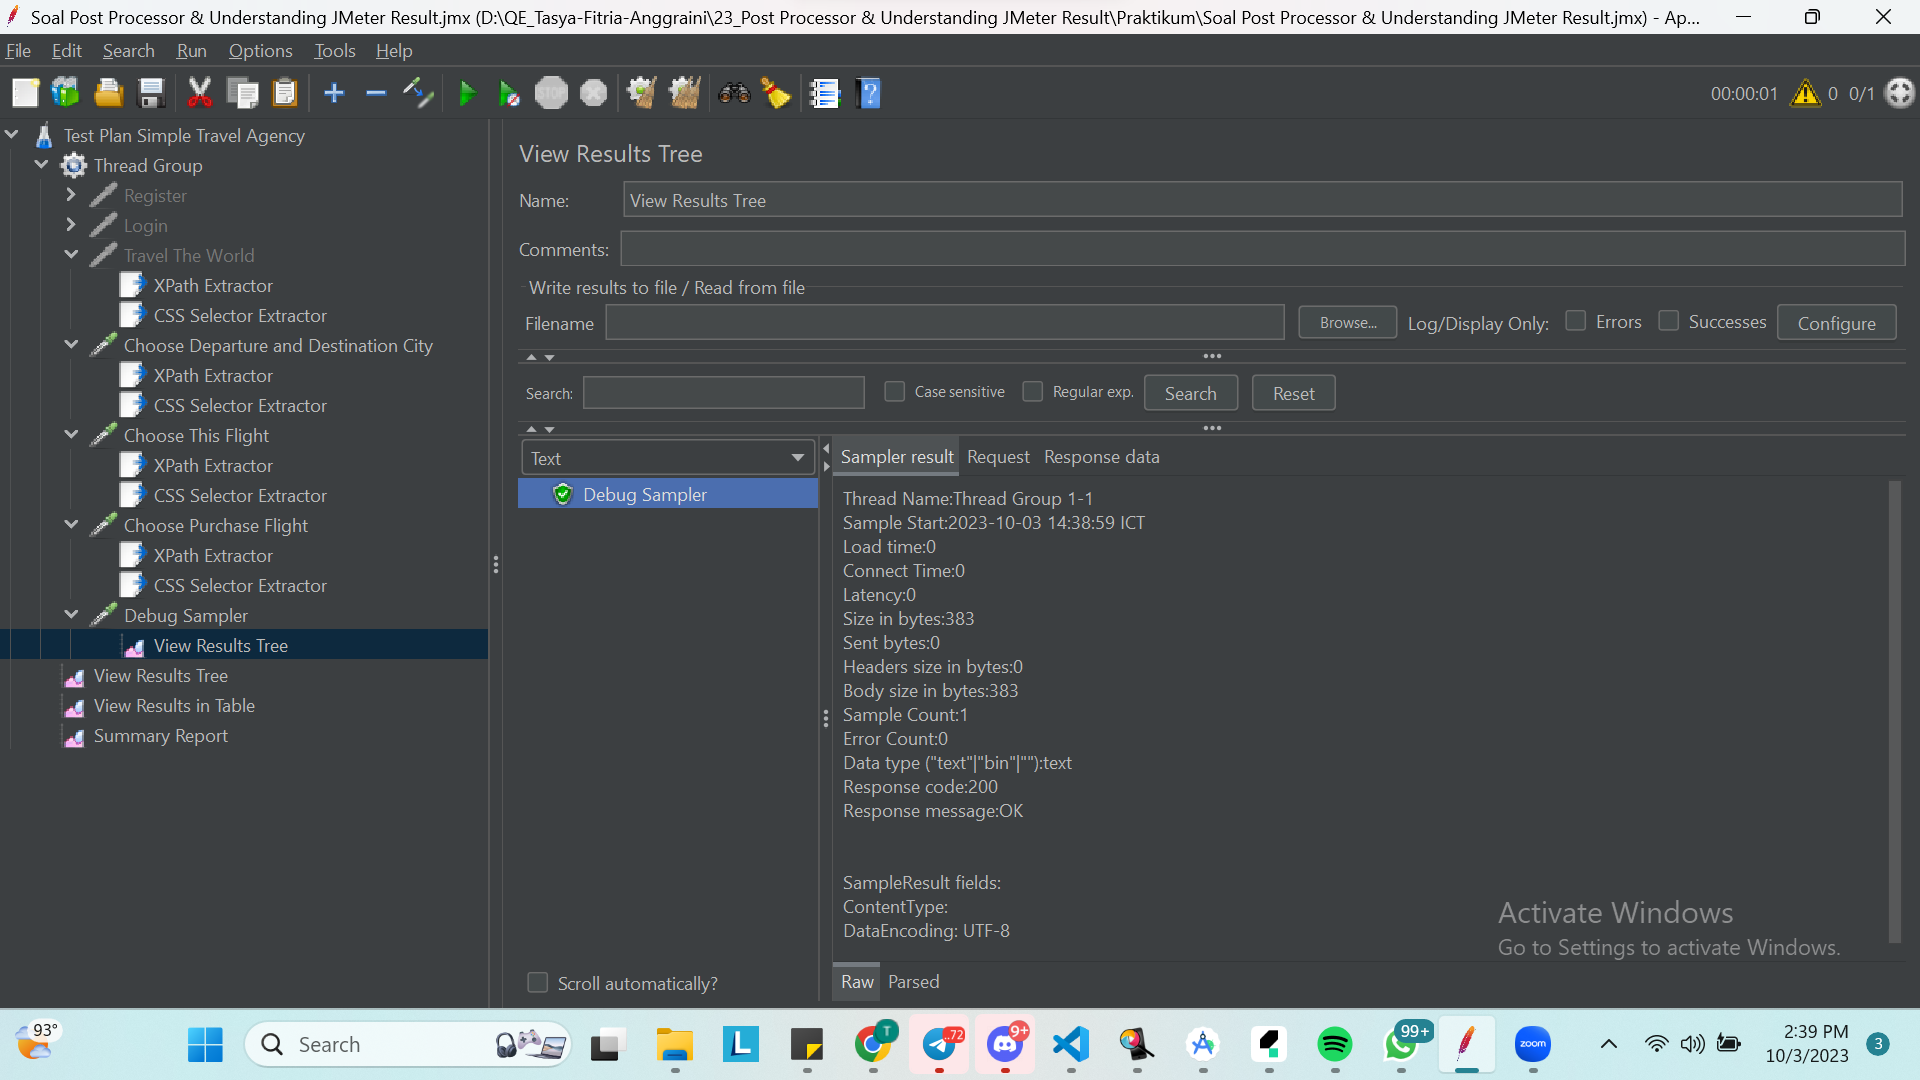 Soal Post Processor & Understanding JMeter Result.jmx (D:\QE_Tasya-Fitria-Anggraini\23_Post Processor & Understanding JMeter Result\Praktikum\Soal Post Processor & Understanding JMeter Result.jmx) - Ap...
File Edit Search Run Options Tools Help
STOP
00:00:01 0 0/1
Test Plan Simple Travel Agency
Thread Group
Register
Login
Travel The World
XPath Extractor
CSS Selector Extractor
Choose Departure and Destination City
XPath Extractor
CSS Selector Extractor
Choose This Flight
XPath Extractor
CSS Selector Extractor
Choose Purchase Flight
XPath Extractor
CSS Selector Extractor
Debug Sampler
View Results Tree
View Results Tree
View Results in Table
Summary Report
View Results Tree
Name: View Results Tree
Comments:
Write results to file / Read from file
Filename Browse... Log/Display Only: Errors Successes Configure
Search: Case sensitive Regular exp. Search Reset
Text
Debug Sampler
Scroll automatically?
Sampler result Request Response data
Thread Name:Thread Group 1-1
Sample Start:2023-10-03 14:38:59 ICT
Load time:0
Connect Time:0
Latency:0
Size in bytes:383
Sent bytes:0
Headers size in bytes:0
Body size in bytes:383
Sample Count:1
Error Count:0
Data type ("text"|"bin"|""):text
Response code:200
Response message:OK
SampleResult fields:
ContentType:
DataEncoding: UTF-8
Raw Parsed
Activate Windows
Go to Settings to activate Windows.
93°
Search
L
T
72
9+
99+
zoom
2:39 PM
10/3/2023
3